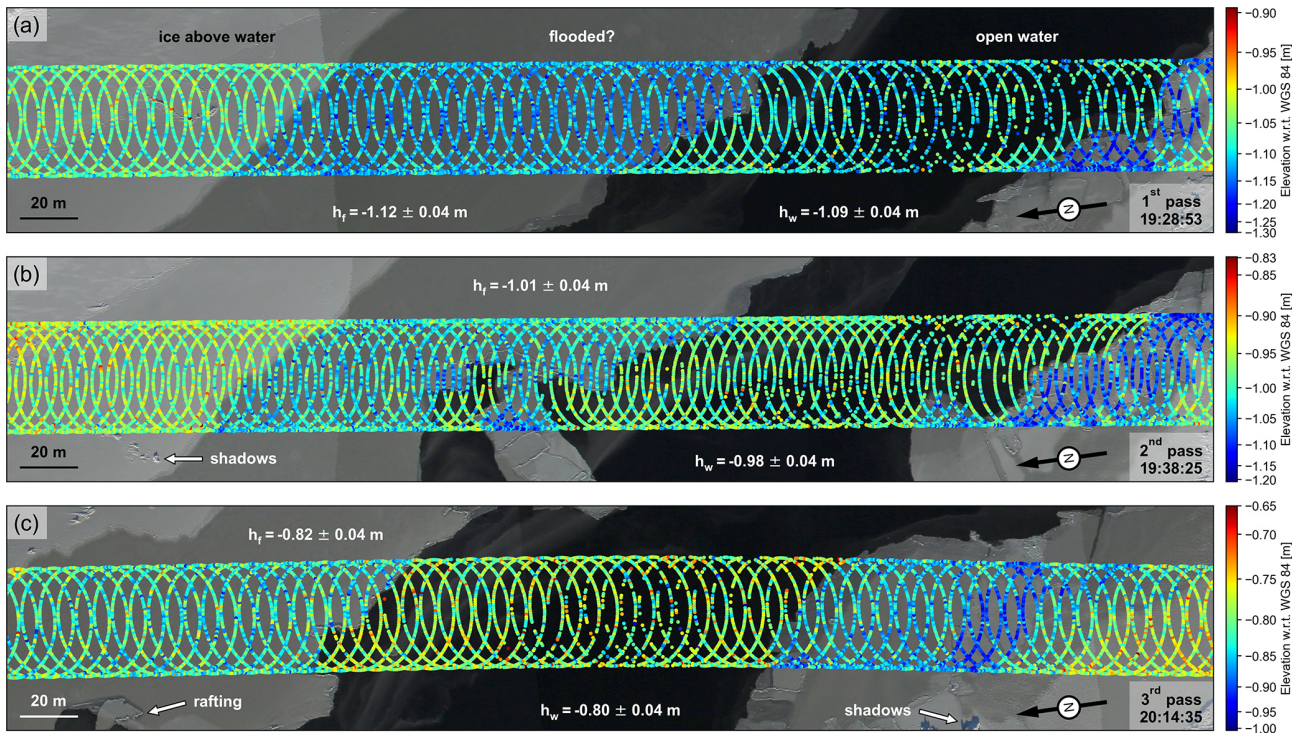 (a)
ice above water
flooded?
open water
20 m
h_f = -1.12 ± 0.04 m
h_w = -1.09 ± 0.04 m
N
1st pass
19:28:53
−0.90
−0.95
−1.00
−1.05
−1.10
−1.15
−1.20
−1.25
−1.30
Elevation w.r.t. WGS 84 [m]
(b)
h_f = -1.01 ± 0.04 m
20 m
shadows
h_w = -0.98 ± 0.04 m
N
2nd pass
19:38:25
−0.83
−0.85
−0.90
−0.95
−1.00
−1.05
−1.10
−1.15
−1.20
Elevation w.r.t. WGS 84 [m]
(c)
h_f = -0.82 ± 0.04 m
20 m
rafting
h_w = -0.80 ± 0.04 m
shadows
N
3rd pass
20:14:35
−0.65
−0.70
−0.75
−0.80
−0.85
−0.90
−0.95
−1.00
Elevation w.r.t. WGS 84 [m]